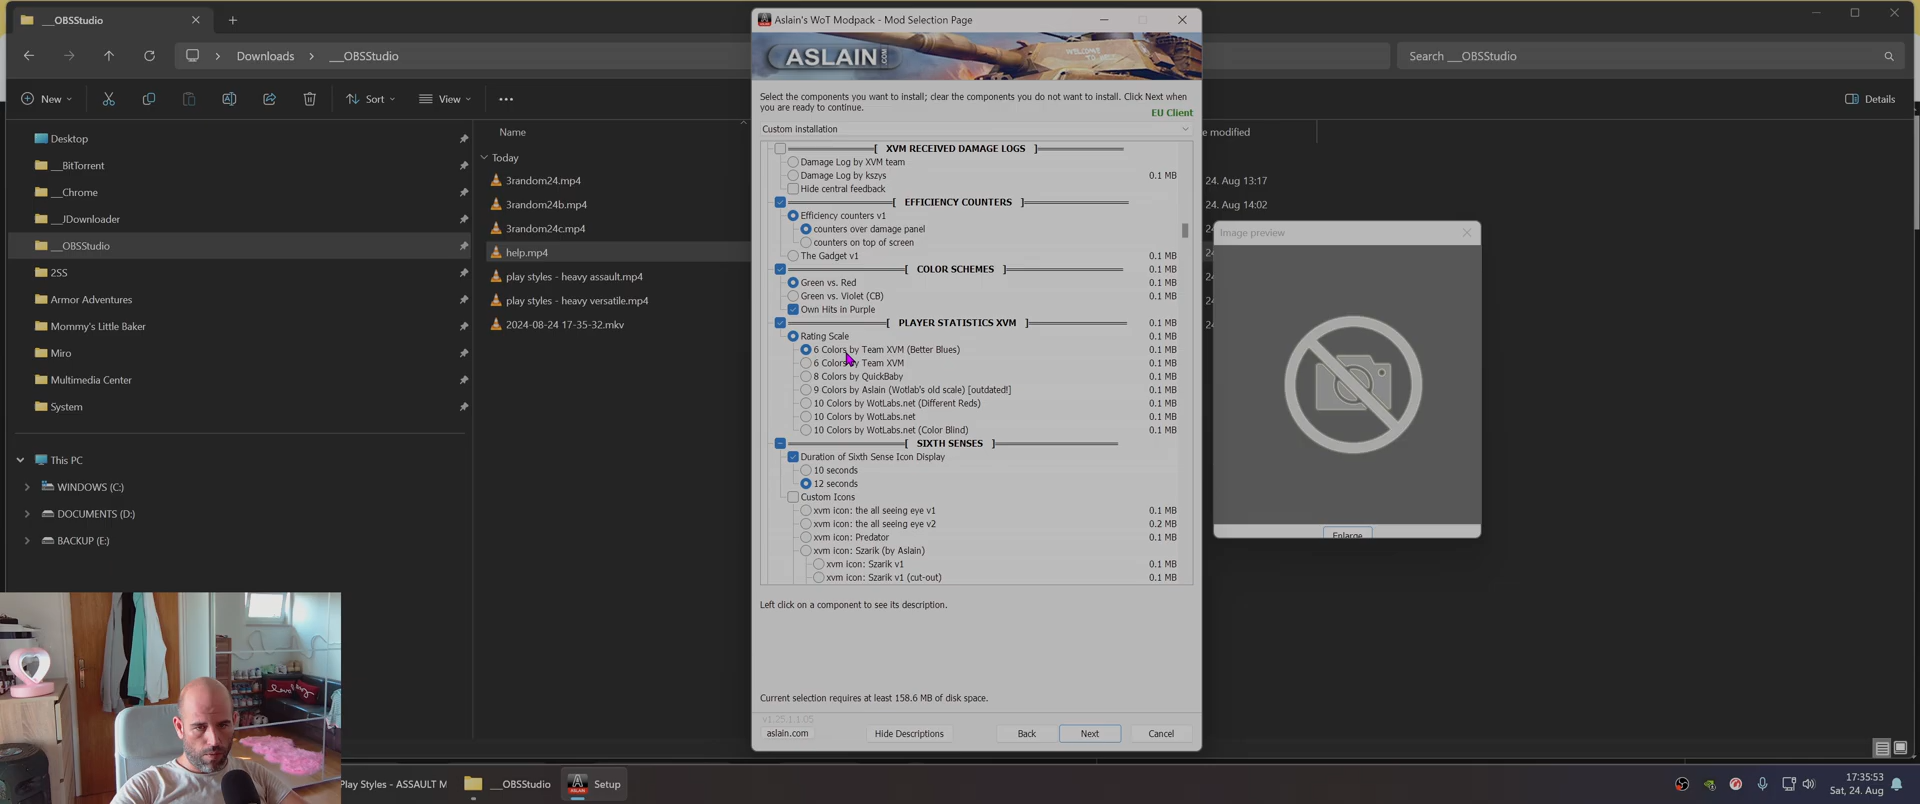 ___OBSStudio
Downloads > ___OBSStudio
Search ___OBSStudio
New
Sort
View
Details
Desktop
__BitTorrent
__Chrome
__JDownloader
__OBSStudio
2SS
Armor Adventures
Mommy's Little Baker
Miro
Multimedia Center
System
This PC
WINDOWS (C:)
DOCUMENTS (D:)
BACKUP (E:)
Name
Today
3random24.mp4
3random24b.mp4
3random24c.mp4
help.mp4
play styles - heavy assault.mp4
play styles - heavy versatile.mp4
2024-08-24 17-35-32.mkv
e modified
24. Aug 13:17
24. Aug 14:02
Aslain's WoT Modpack - Mod Selection Page
ASLAIN.COM
WELCOME
Select the components you want to install; clear the components you do not want to install. Click Next when
you are ready to continue.
EU Client
Custom installation
[ XVM RECEIVED DAMAGE LOGS ]
Damage Log by XVM team
Damage Log by kszys 0.1 MB
Hide central feedback
[ EFFICIENCY COUNTERS ]
Efficiency counters v1
counters over damage panel
counters on top of screen
The Gadget v1 0.1 MB
[ COLOR SCHEMES ] 0.1 MB
Green vs. Red 0.1 MB
Green vs. Violet (CB) 0.1 MB
Own Hits in Purple
[ PLAYER STATISTICS XVM ] 0.1 MB
Rating Scale 0.1 MB
6 Colors by Team XVM (Better Blues) 0.1 MB
6 Colors by Team XVM 0.1 MB
8 Colors by QuickBaby 0.1 MB
9 Colors by Aslain (Wotlab's old scale) [outdated!] 0.1 MB
10 Colors by WotLabs.net (Different Reds) 0.1 MB
10 Colors by WotLabs.net 0.1 MB
10 Colors by WotLabs.net (Color Blind) 0.1 MB
[ SIXTH SENSES ]
Duration of Sixth Sense Icon Display
10 seconds
12 seconds
Custom Icons
xvm icon: the all seeing eye v1 0.1 MB
xvm icon: the all seeing eye v2 0.2 MB
xvm icon: Predator 0.1 MB
xvm icon: Szarik (by Aslain)
xvm icon: Szarik v1 0.1 MB
xvm icon: Szarik v1 (cut-out) 0.1 MB
Left click on a component to see its description.
Current selection requires at least 158.6 MB of disk space.
v1.25.1.1.05
aslain.com
Hide Descriptions
Back
Next
Cancel
Image preview
Enlarge
Play Styles - ASSAULT M
___OBSStudio
Setup
17:35:53
Sat, 24. Aug